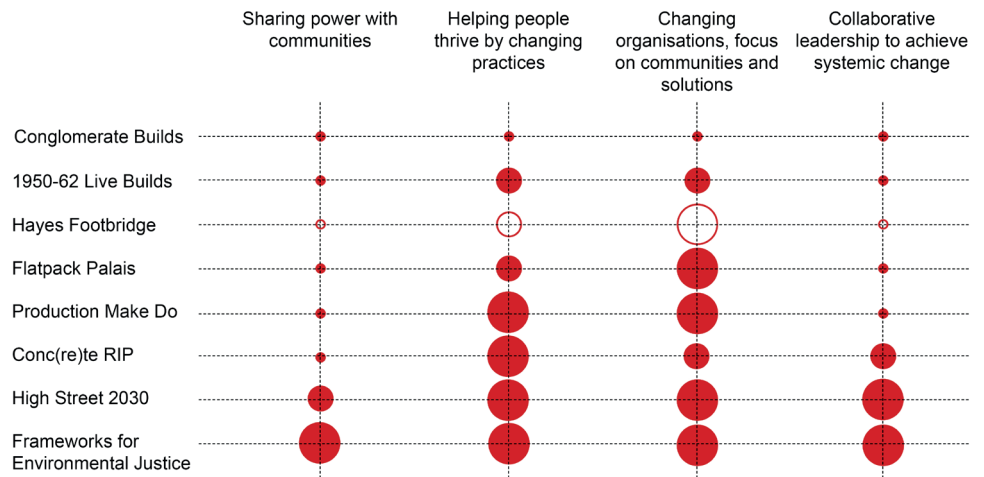 Sharing power with
communities
Helping people
thrive by changing
practices
Changing
organisations, focus
on communities and
solutions
Collaborative
leadership to achieve
systemic change
Conglomerate Builds
1950-62 Live Builds
Hayes Footbridge
Flatpack Palais
Production Make Do
Conc(re)te RIP
High Street 2030
Frameworks for
Environmental Justice